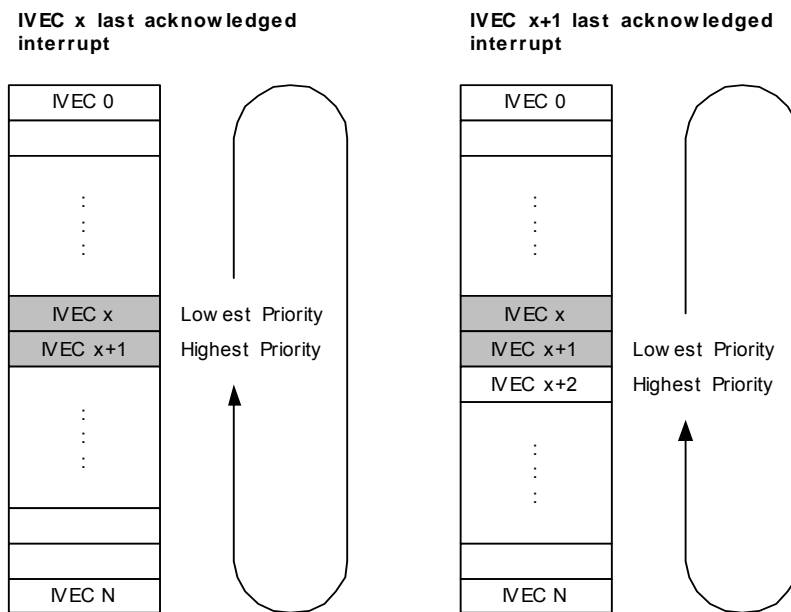 IVEC x last acknowledged
interrupt
IVEC 0
IVEC x
Lowest Priority
IVEC x+1
Highest Priority
IVEC N
IVEC x+1 last acknowledged
interrupt
IVEC 0
IVEC x
IVEC x+1
Lowest Priority
IVEC x+2
Highest Priority
IVEC N